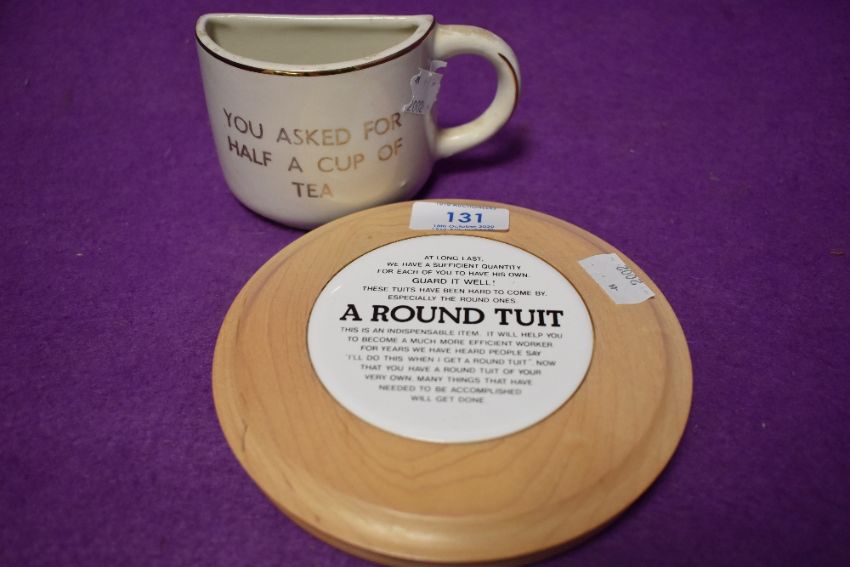 YOU ASKED FOR
HALF A CUP OF
TEA
2002
1818 AUCTIONEERS
131
2002
AT LONG LAST,
WE HAVE A SUFFICIENT QUANTITY
FOR EACH OF YOU TO HAVE HIS OWN.
GUARD IT WELL!
THESE TUITS HAVE BEEN HARD TO COME BY,
ESPECIALLY THE ROUND ONES.
A ROUND TUIT
THIS IS AN INDISPENSABLE ITEM. IT WILL HELP YOU
TO BECOME A MUCH MORE EFFICIENT WORKER.
FOR YEARS WE HAVE HEARD PEOPLE SAY
"I'LL DO THIS WHEN I GET A ROUND TUIT". NOW
THAT YOU HAVE A ROUND TUIT OF YOUR
VERY OWN, MANY THINGS THAT HAVE
NEEDED TO BE ACCOMPLISHED
WILL GET DONE.